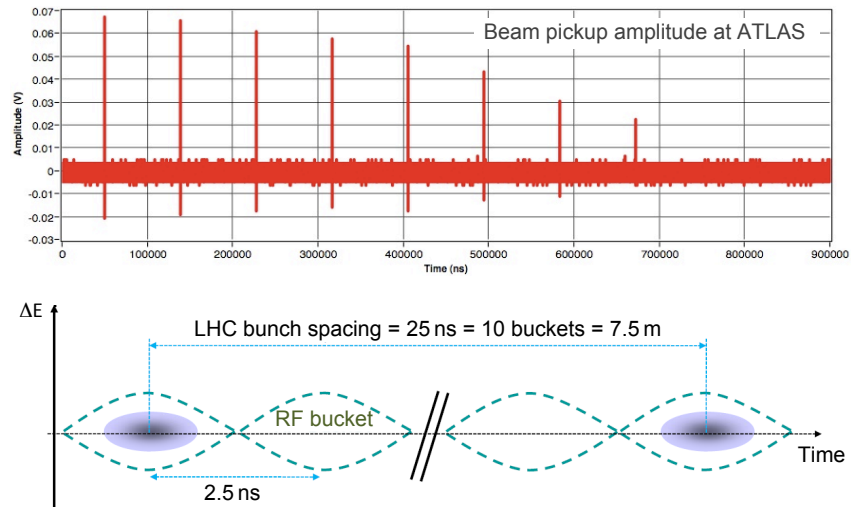 Beam pickup amplitude at ATLAS
0.07
0.06
0.05
0.04
0.03
0.02
0.01
0
-0.01
-0.02
-0.03
Amplitude (V)
0 100000 200000 300000 400000 500000 600000 700000 800000 900000
Time (ns)
ΔE
LHC bunch spacing = 25 ns = 10 buckets = 7.5 m
RF bucket
Time
2.5 ns